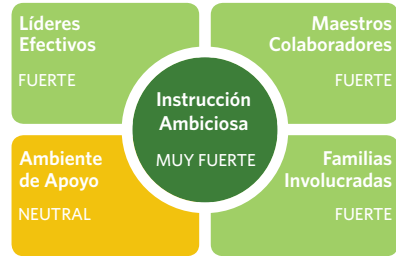 Líderes
Efectivos
FUERTE
Maestros
Colaboradores
FUERTE
Instrucción
Ambiciosa
MUY FUERTE
Ambiente
de Apoyo
NEUTRAL
Familias
Involucradas
FUERTE